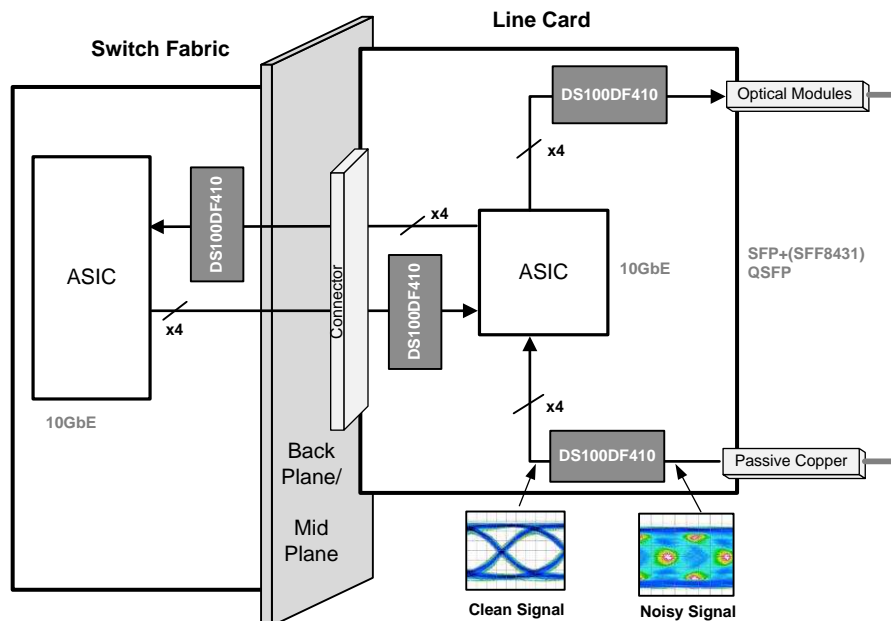 Line Card
Switch Fabric
DS100DF410
Optical Modules
x4
DS100DF410
x4
ASIC
Connector
DS100DF410
ASIC
10GbE
SFP+(SFF8431)
QSFP
x4
10GbE
x4
Back
Plane/
Mid
Plane
DS100DF410
Passive Copper
Clean Signal
Noisy Signal